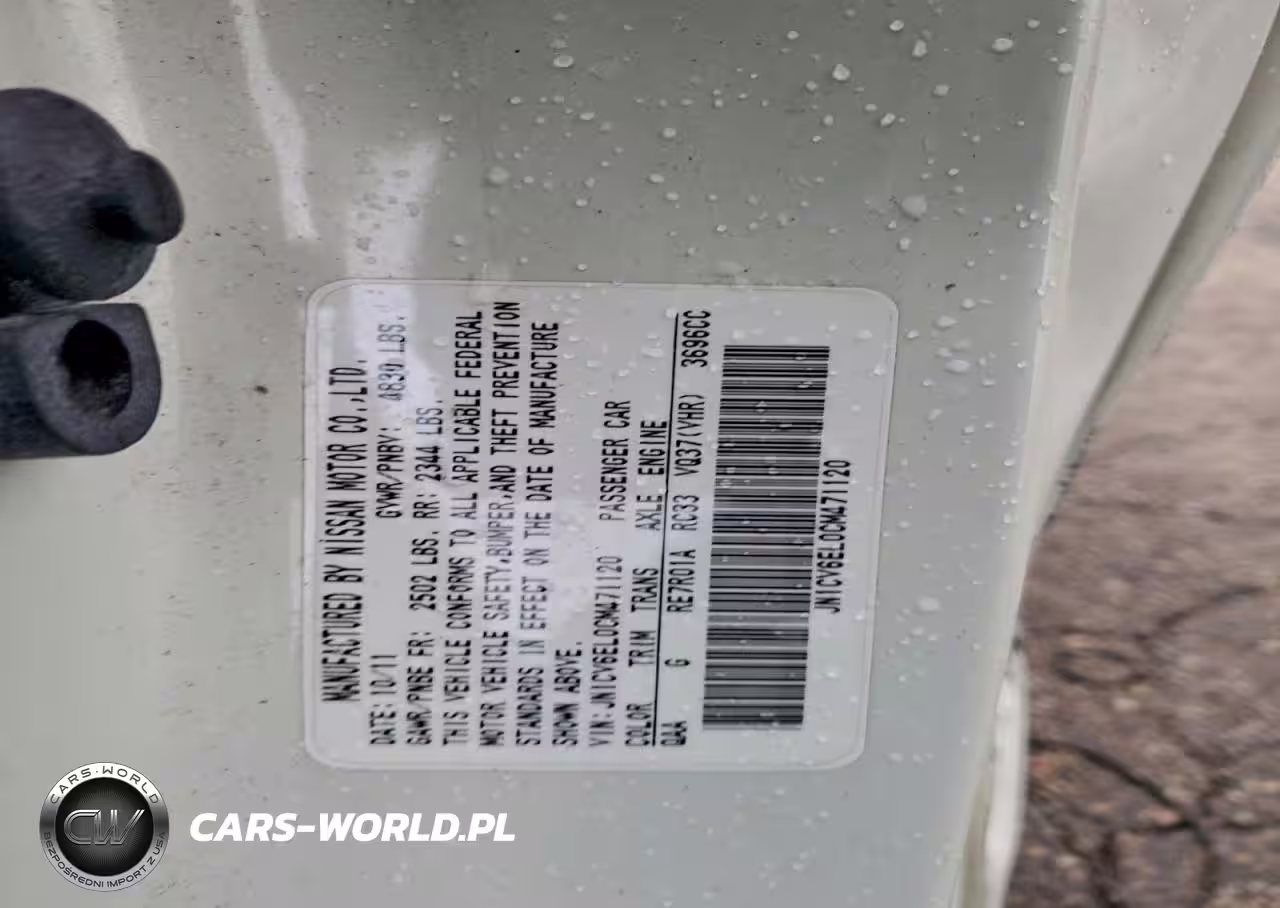 MANUFACTURED BY NISSAN MOTOR CO.,LTD.
DATE: 10/11 GVWR/PNBV: 4839 LBS.
GAWR/PNBE FR: 2502 LBS. RR: 2344 LBS.
THIS VEHICLE CONFORMS TO ALL APPLICABLE FEDERAL
MOTOR VEHICLE SAFETY,BUMPER,AND THEFT PREVENTION
STANDARDS IN EFFECT ON THE DATE OF MANUFACTURE
SHOWN ABOVE.
VIN:JN1CV6EL0CM471120 PASSENGER CAR
COLOR TRIM TRANS AXLE ENGINE
QAA G RE7R01A RC33 VQ37(VHR) 3696CC
JN1CV6EL0CM471120
CARS-WORLD
CW
BEZPOŚREDNI IMPORT Z USA
CARS-WORLD.PL